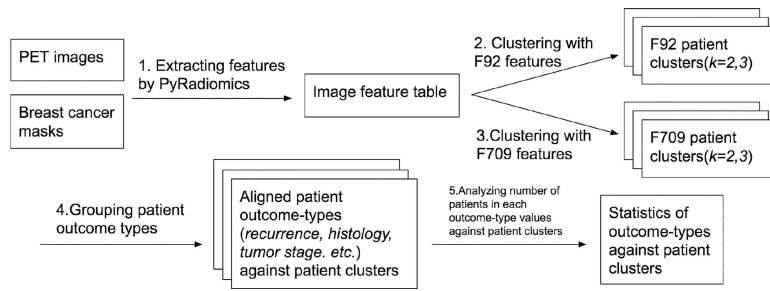 PET images
Breast cancer
masks
1. Extracting features
by PyRadiomics
Image feature table
2. Clustering with
F92 features
3.Clustering with
F709 features
F92 patient
clusters(k=2,3)
F709 patient
clusters(k=2,3)
4.Grouping patient
outcome types
Aligned patient
outcome-types
(recurrence, histology,
tumor stage. etc.)
against patient clusters
5.Analyzing number of
patients in each
outcome-type values
against patient clusters
Statistics of
outcome-types
against patient
clusters